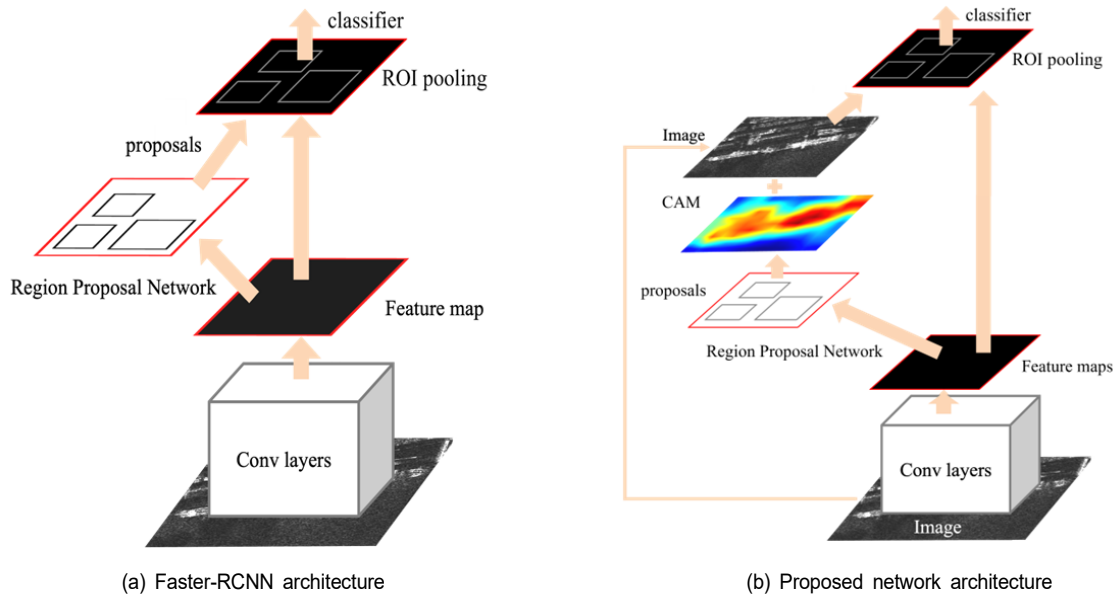 classifier
ROI pooling
proposals
Region Proposal Network
Feature map
Conv layers
(a) Faster-RCNN architecture
classifier
ROI pooling
Image
CAM
proposals
Region Proposal Network
Feature maps
Conv layers
Image
(b) Proposed network architecture